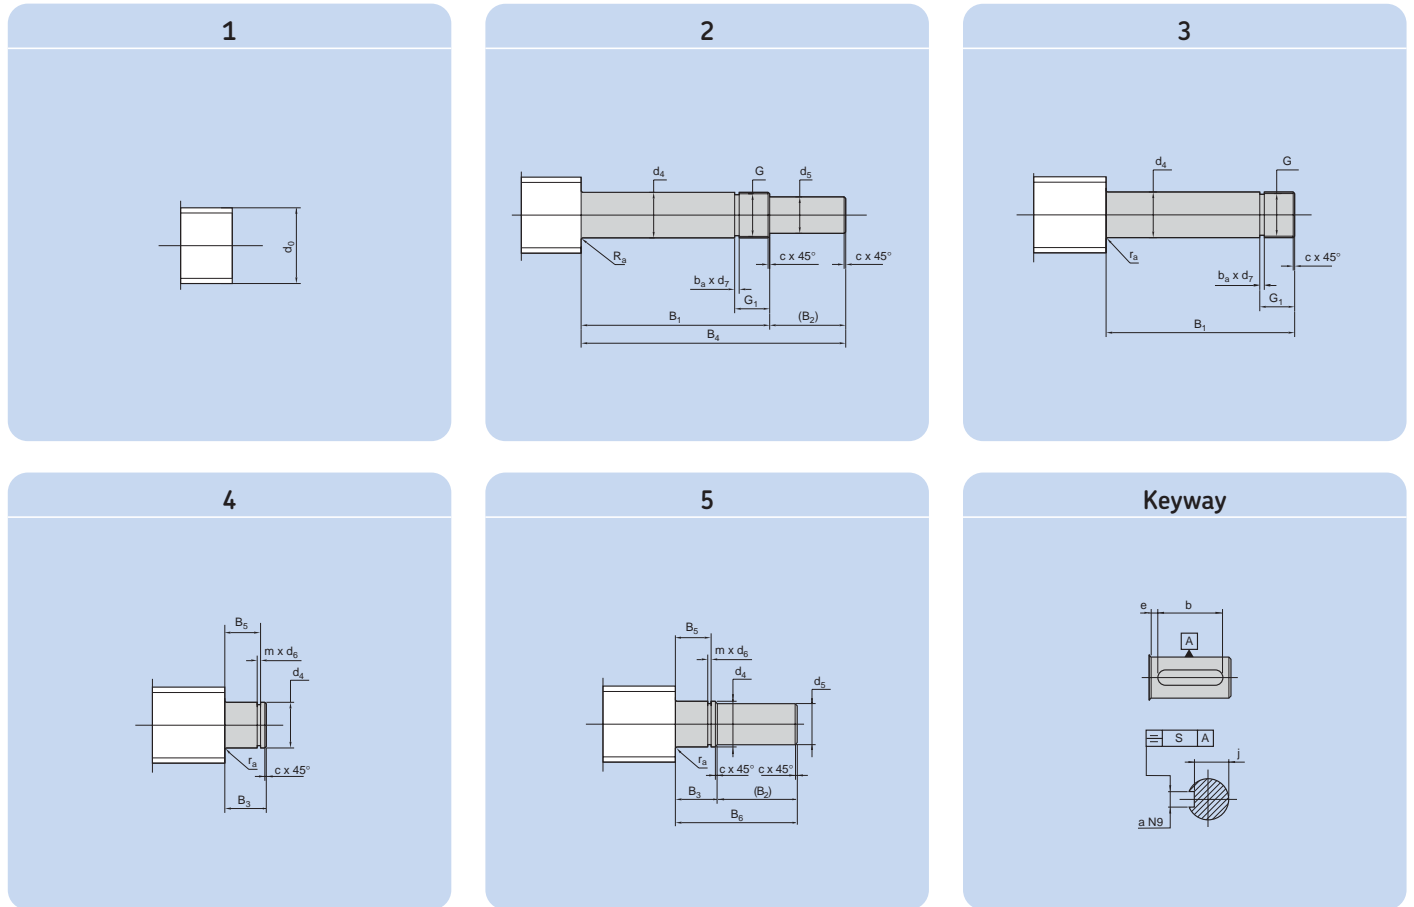 1
d₀
2
d₄
G
d₅
Rₐ
c x 45°
c x 45°
bₐ x d₇
G₁
B₁
(B₂)
B₄
3
d₄
G
rₐ
c x 45°
bₐ x d₇
G₁
B₁
4
B₅
m x d₆
d₄
rₐ
c x 45°
B₃
5
B₅
m x d₆
d₄
d₅
rₐ
c x 45°
c x 45°
B₃
(B₂)
B₆
Keyway
e
b
A
S A
j
a N9